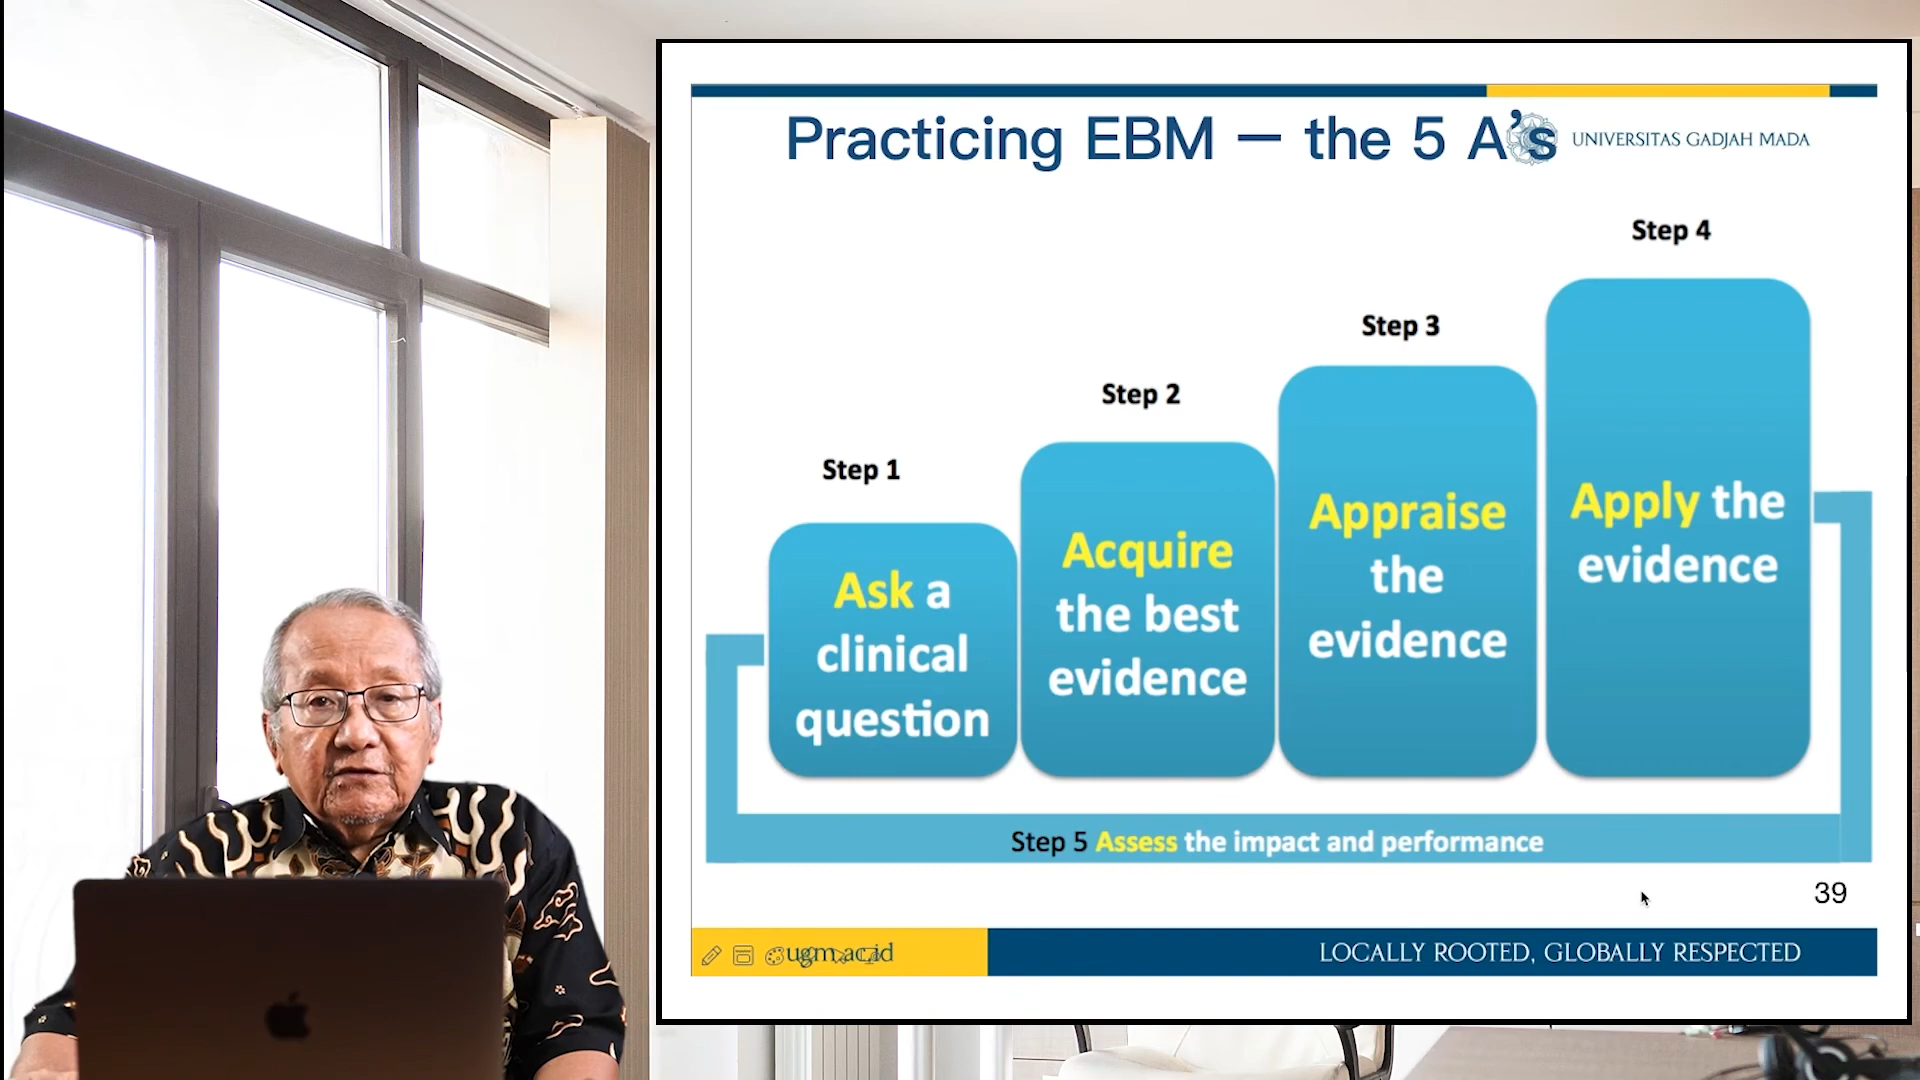 Practicing EBM – the 5 A's
UNIVERSITAS GADJAH MADA
Step 1
Ask a
clinical
question
Step 2
Acquire
the best
evidence
Step 3
Appraise
the
evidence
Step 4
Apply the
evidence
Step 5 Assess the impact and performance
39
ugm.ac.id
LOCALLY ROOTED, GLOBALLY RESPECTED